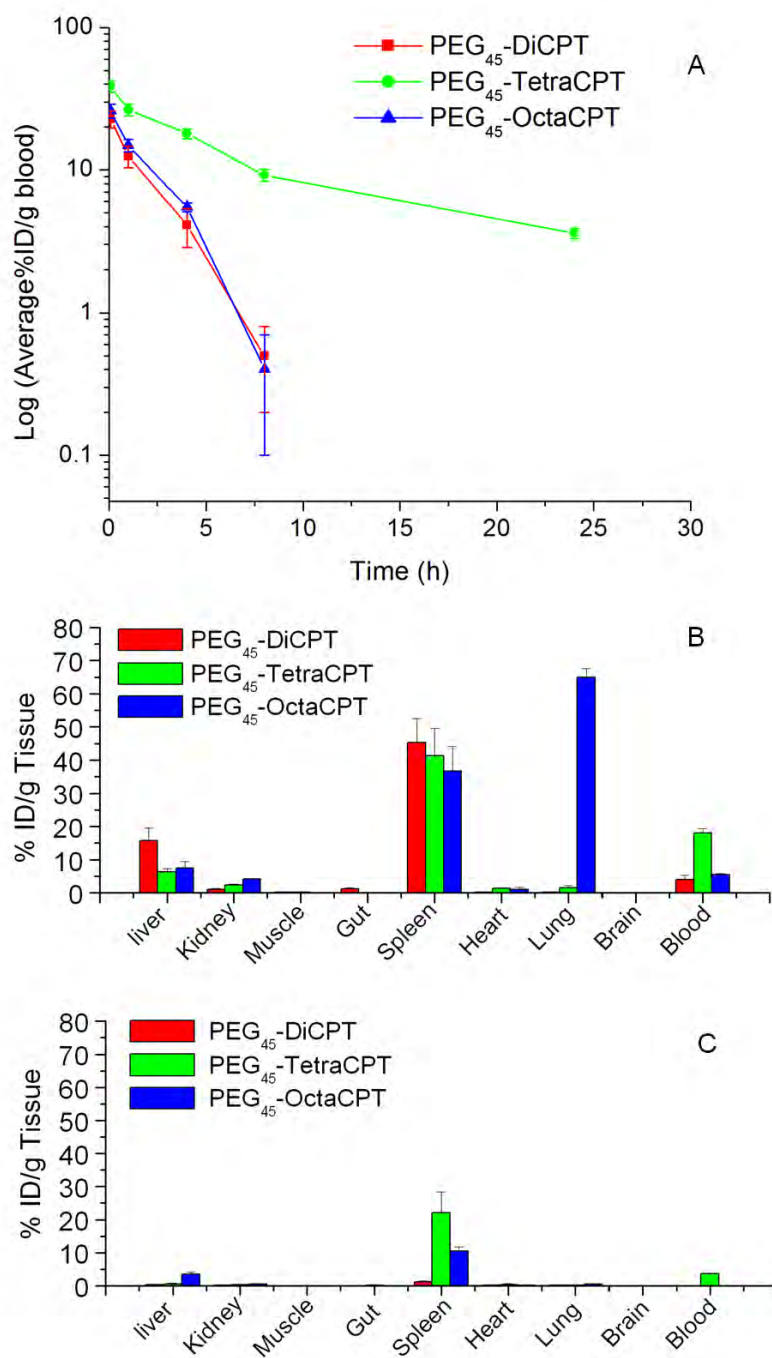 A
PEG45-DiCPT
PEG45-TetraCPT
PEG45-OctaCPT
Log (Average%ID/g blood)
100
10
1
0.1
0 5 10 15 20 25 30
Time (h)
B
PEG45-DiCPT
PEG45-TetraCPT
PEG45-OctaCPT
% ID/g Tissue
80
70
60
50
40
30
20
10
0
liver Kidney Muscle Gut Spleen Heart Lung Brain Blood
C
PEG45-DiCPT
PEG45-TetraCPT
PEG45-OctaCPT
% ID/g Tissue
80
70
60
50
40
30
20
10
0
liver Kidney Muscle Gut Spleen Heart Lung Brain Blood